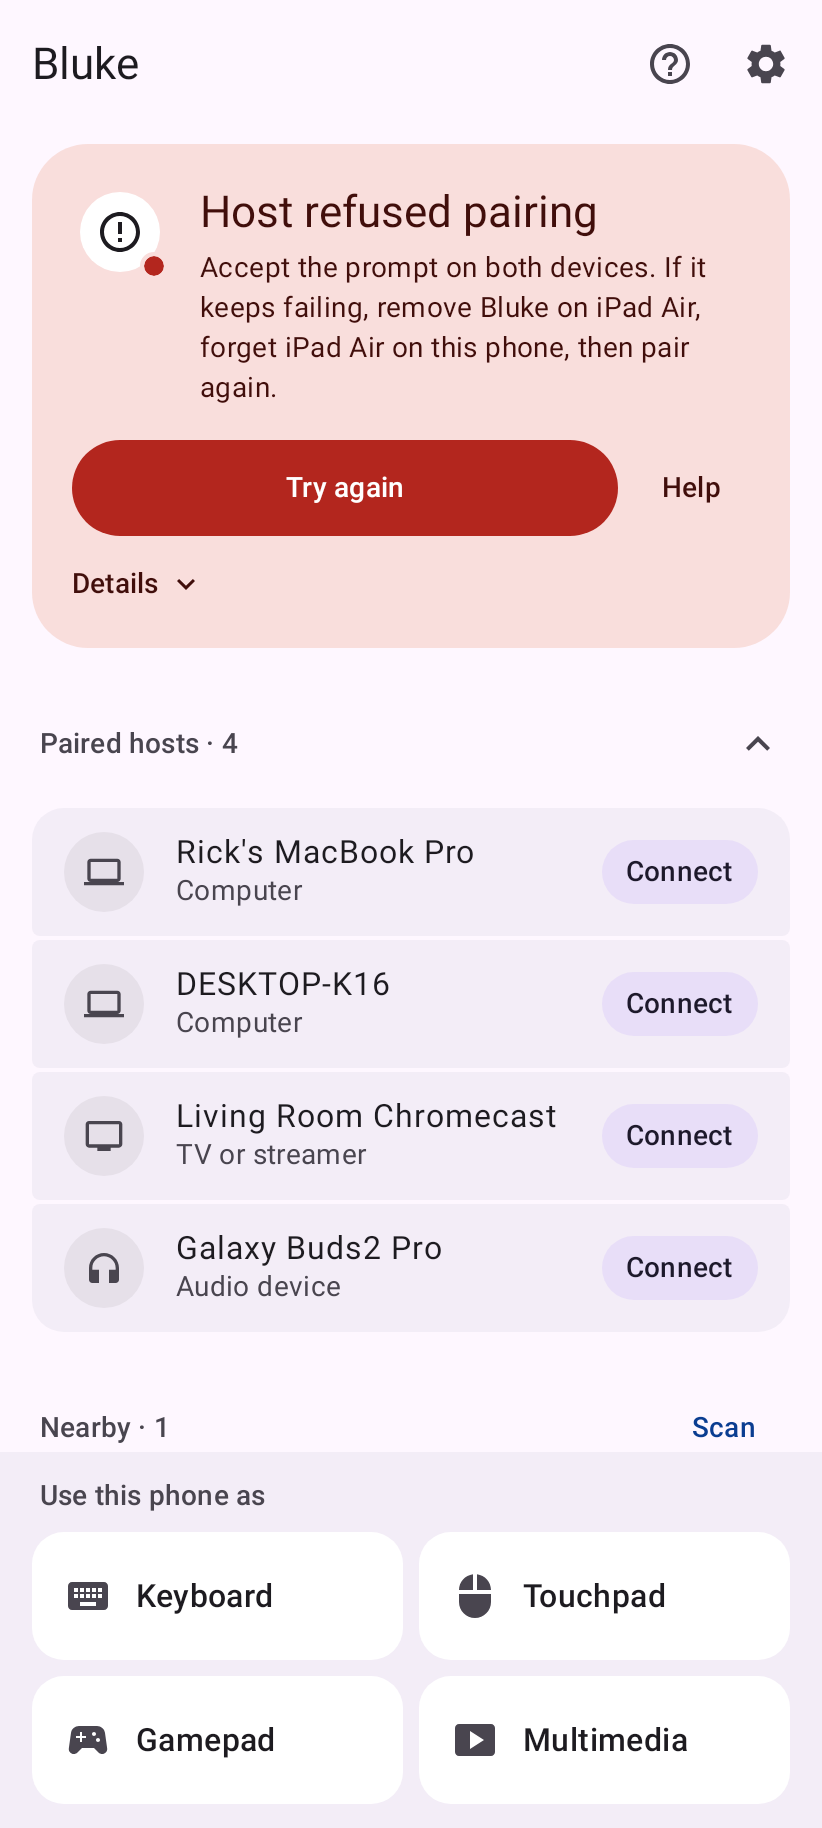 Bluke
Host refused pairing
Accept the prompt on both devices. If it
keeps failing, remove Bluke on iPad Air,
forget iPad Air on this phone, then pair
again.
Try again
Help
Details
Paired hosts · 4
Rick's MacBook Pro
Computer
Connect
DESKTOP-K16
Computer
Connect
Living Room Chromecast
TV or streamer
Connect
Galaxy Buds2 Pro
Audio device
Connect
Nearby · 1
Scan
Use this phone as
Keyboard
Touchpad
Gamepad
Multimedia